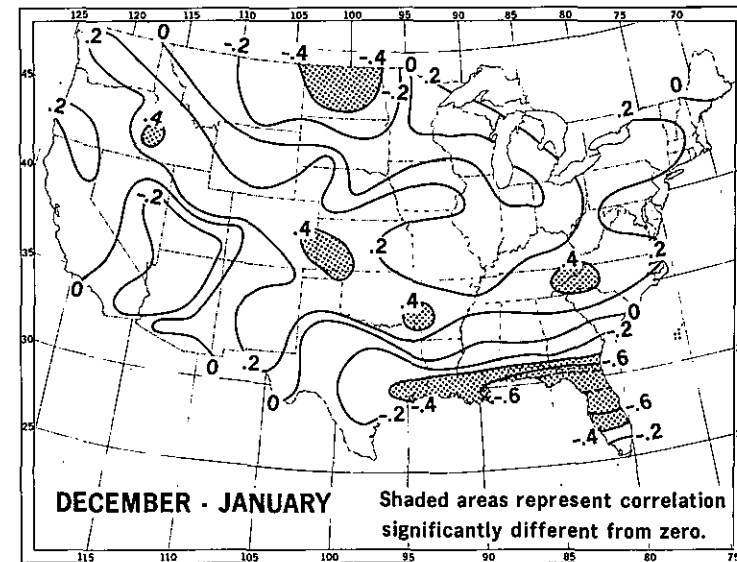 125 120 115 110 105 100 95 90 85 80 75 70
.2 0 -.2 -.4 -.4 0 .2
-.2
45
0
.2 .4 .2
40
-.2
.4 .2
35
.4 .2
.4
0 0
30
-.2
0 .2 -.6
0 -.2 -.4 -.6 -.6
25
-.4 -.2
DECEMBER - JANUARY
Shaded areas represent correlation
significantly different from zero.
115 110 105 100 95 90 85 80 75